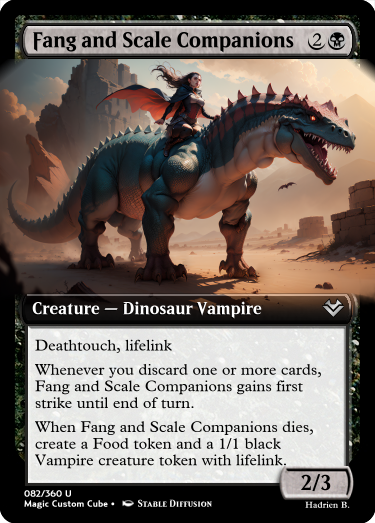 Fang and Scale Companions 2
Creature — Dinosaur Vampire
Deathtouch, lifelink
Whenever you discard one or more cards,
Fang and Scale Companions gains first
strike until end of turn.
When Fang and Scale Companions dies,
create a Food token and a 1/1 black
Vampire creature token with lifelink.
2/3
082/360 U
Magic Custom Cube • Stable Diffusion
Hadrien B.